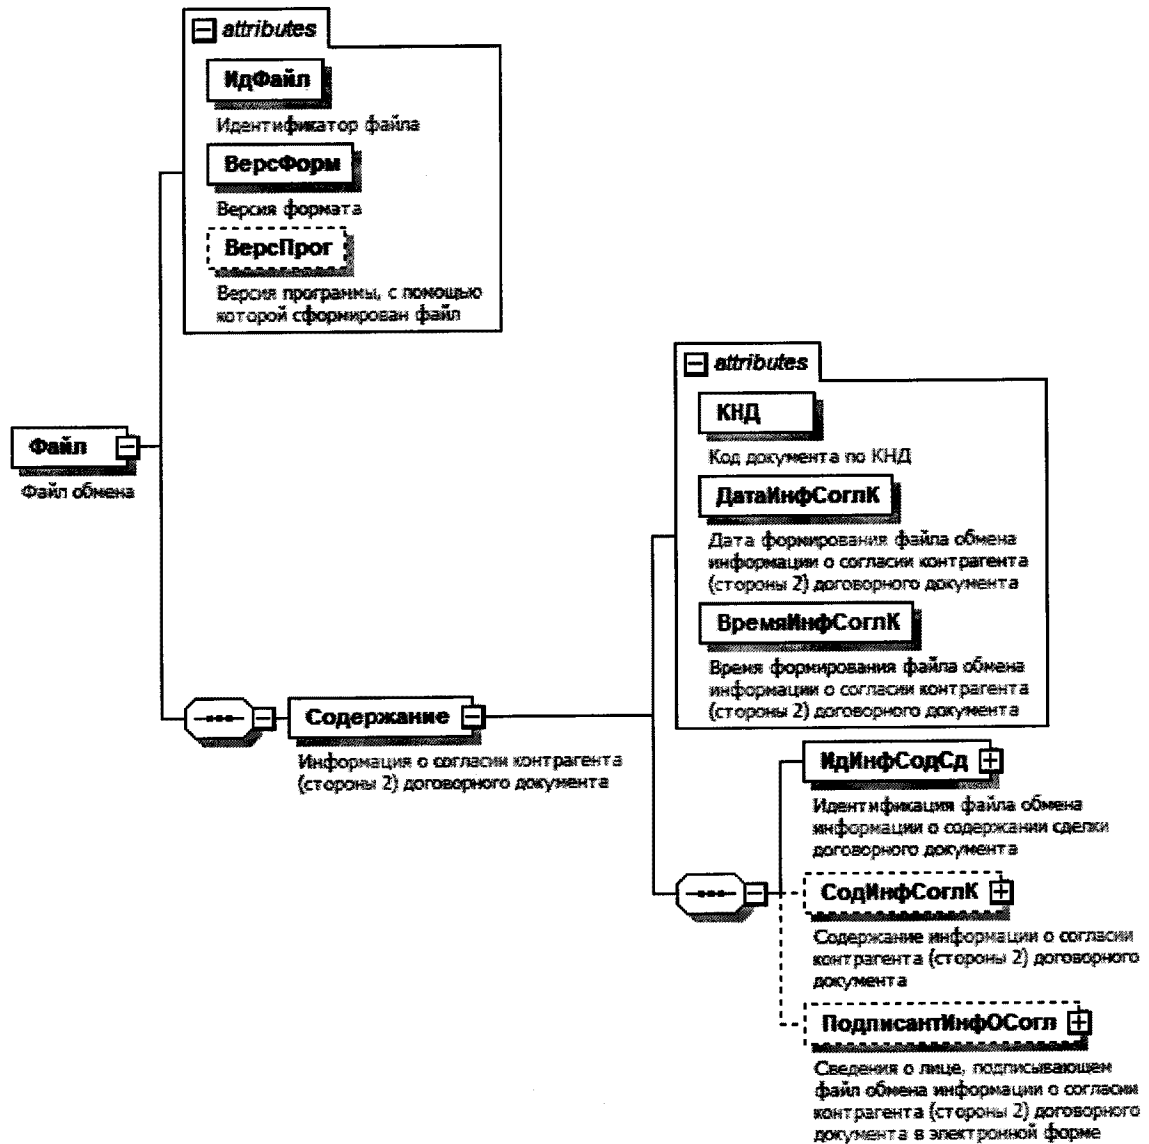 attributes
ИдФайл
Идентификатор файла
ВерсФорм
Версия формата
ВерсПрог
Версия программы, с помощью
которой сформирован файл
Файл
Файл обмена
Содержание
Информация о согласии контрагента
(стороны 2) договорного документа
attributes
КНД
Код документа по КНД
ДатаИнфСоглК
Дата формирования файла обмена
информации о согласии контрагента
(стороны 2) договорного документа
ВремяИнфСоглК
Время формирования файла обмена
информации о согласии контрагента
(стороны 2) договорного документа
ИдИнфСодСд
Идентификация файла обмена
информации о содержании сделки
договорного документа
СодИнфСоглК
Содержание информации о согласии
контрагента (стороны 2) договорного
документа
ПодписантИнфОСогл
Сведения о лице, подписывающем
файл обмена информации о согласии
контрагента (стороны 2) договорного
документа в электронной форме